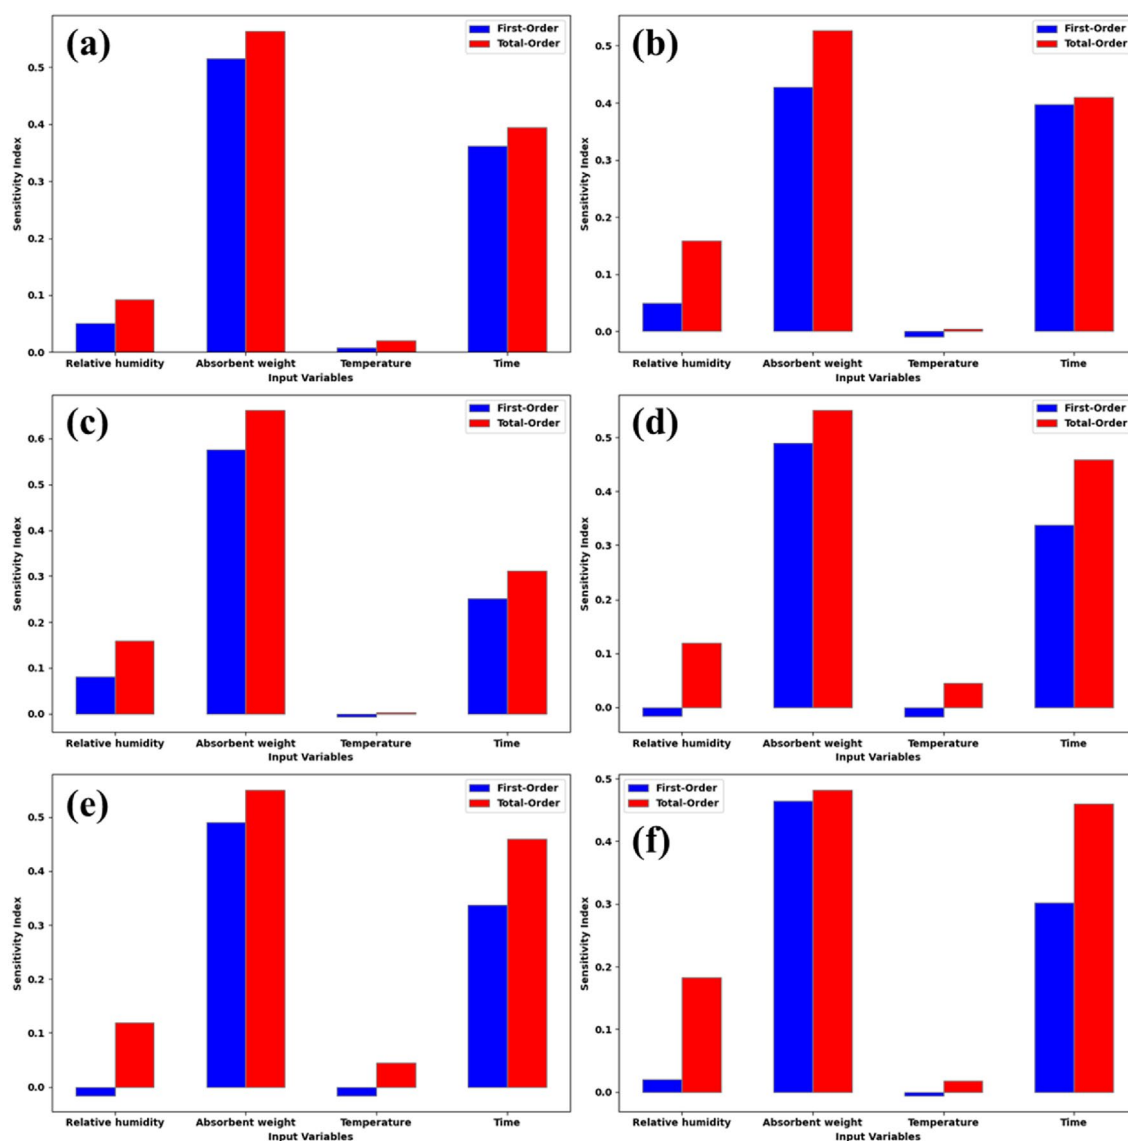 (a)
First-Order
Total-Order
Sensitivity Index
0.5
0.4
0.3
0.2
0.1
0.0
Relative humidity Absorbent weight Temperature Time
Input Variables
(b)
First-Order
Total-Order
Sensitivity Index
0.5
0.4
0.3
0.2
0.1
0.0
Relative humidity Absorbent weight Temperature Time
Input Variables
(c)
First-Order
Total-Order
Sensitivity Index
0.6
0.5
0.4
0.3
0.2
0.1
0.0
Relative humidity Absorbent weight Temperature Time
Input Variables
(d)
First-Order
Total-Order
Sensitivity Index
0.5
0.4
0.3
0.2
0.1
0.0
Relative humidity Absorbent weight Temperature Time
Input Variables
(e)
First-Order
Total-Order
Sensitivity Index
0.5
0.4
0.3
0.2
0.1
0.0
Relative humidity Absorbent weight Temperature Time
Input Variables
First-Order
Total-Order
(f)
Sensitivity Index
0.5
0.4
0.3
0.2
0.1
0.0
Relative humidity Absorbent weight Temperature Time
Input Variables